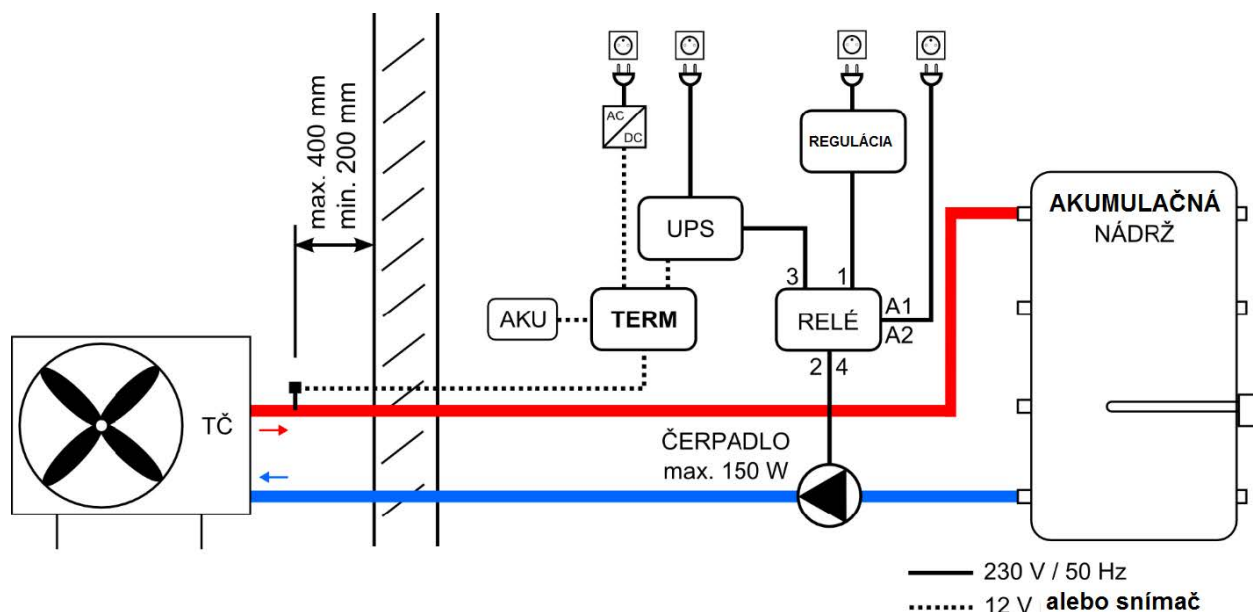 max. 400 mm
min. 200 mm
AC
DC
REGULÁCIA
UPS
AKU
TERM
3
1
RELÉ
A1
A2
2
4
TČ
ČERPADLO
max. 150 W
AKUMULAČNÁ
NÁDRŽ
230 V / 50 Hz
12 V alebo snímač